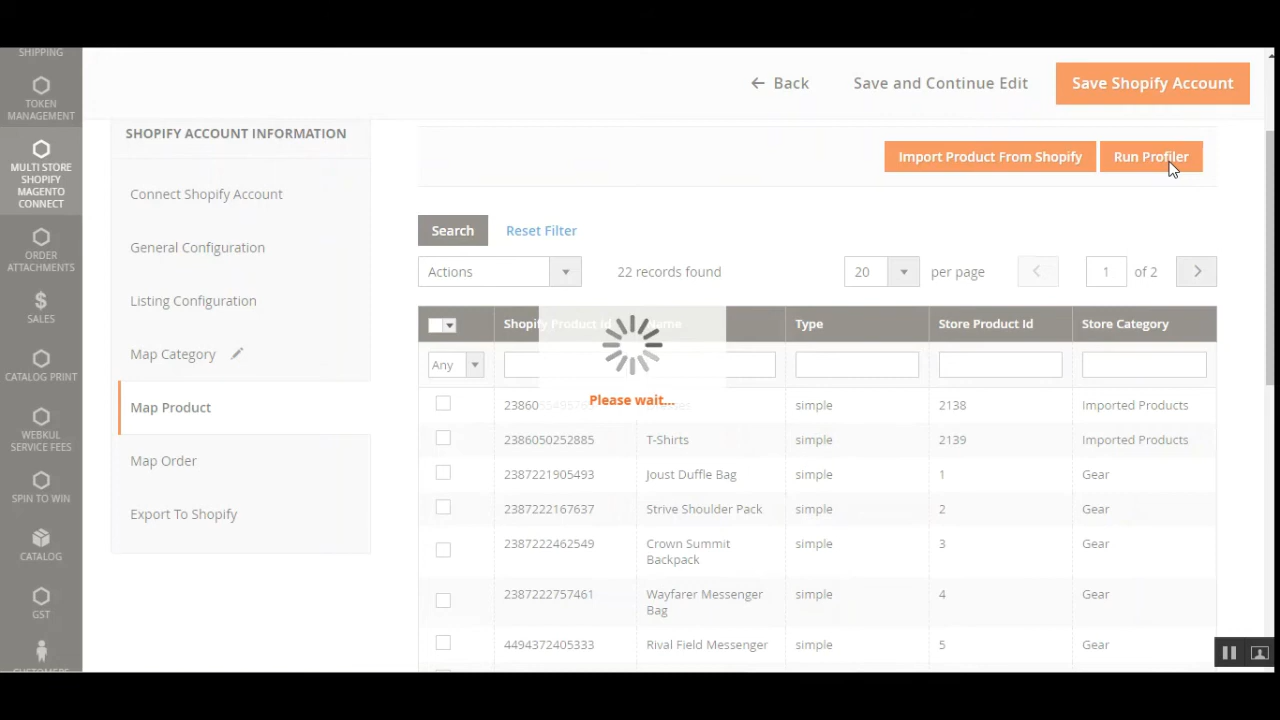 SHIPPING
TOKEN
MANAGEMENT
MULTI STORE
SHOPIFY
MAGENTO
CONNECT
ORDER
ATTACHMENTS
$
SALES
CATALOG PRINT
WEBKUL
SERVICE FEES
SPIN TO WIN
CATALOG
GST
CUSTOMERS
Back Save and Continue Edit Save Shopify Account
SHOPIFY ACCOUNT INFORMATION
Connect Shopify Account
General Configuration
Listing Configuration
Map Category
Map Product
Map Order
Export To Shopify
Import Product From Shopify Run Profiler
Search Reset Filter
Actions 22 records found 20 per page 1 of 2
Shopify Product Id Name Type Store Product Id Store Category
Any
Please wait...
simple 2138 Imported Products
2386050252885 T-Shirts simple 2139 Imported Products
2387221905493 Joust Duffle Bag simple 1 Gear
2387222167637 Strive Shoulder Pack simple 2 Gear
2387222462549 Crown Summit Backpack simple 3 Gear
2387222757461 Wayfarer Messenger Bag simple 4 Gear
4494372405333 Rival Field Messenger simple 5 Gear